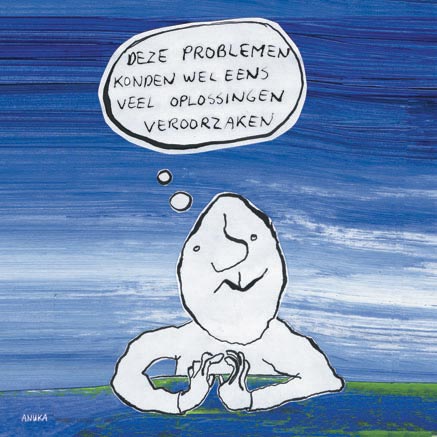 DEZE PROBLEMEN
KONDEN WEL EENS
VEEL OPLOSSINGEN
VEROORZAKEN
ANUKA